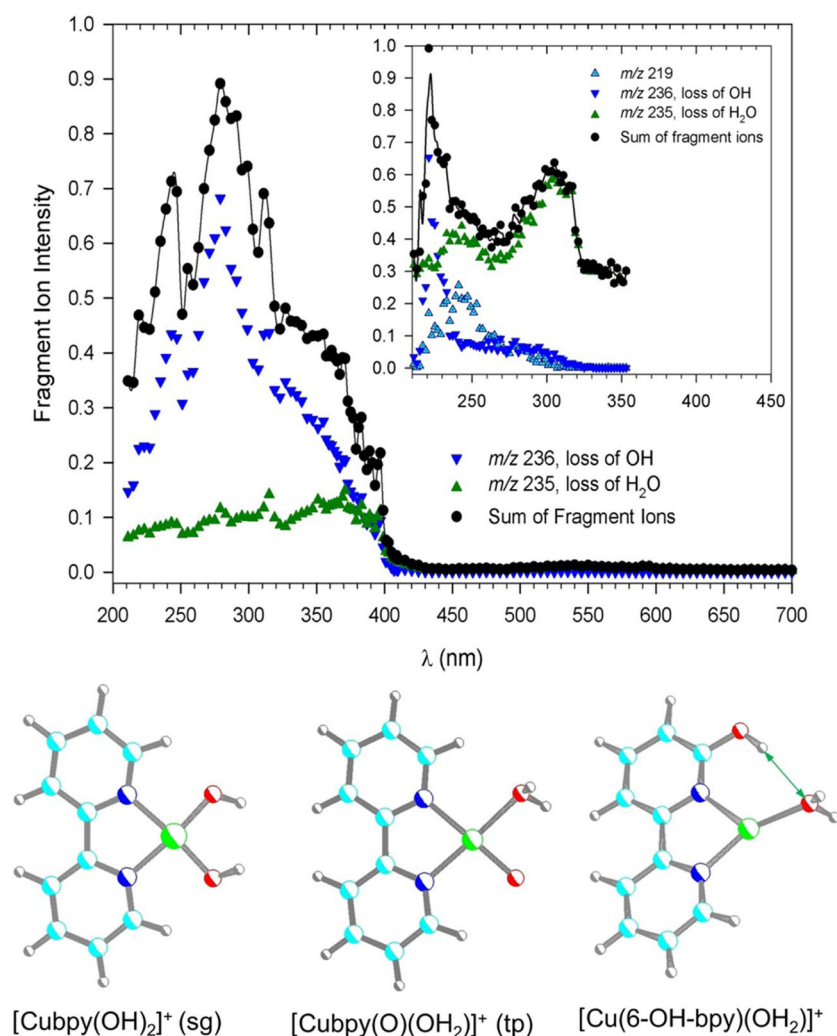 1.0
0.9
0.8
0.7
0.6
0.5
0.4
0.3
0.2
0.1
0.0
Fragment Ion Intensity
200 250 300 350 400 450 500 550 600 650 700
λ (nm)
1.0
0.9
0.8
0.7
0.6
0.5
0.4
0.3
0.2
0.1
0.0
250 300 350 400 450
m/z 219
m/z 236, loss of OH
m/z 235, loss of H₂O
Sum of fragment ions
m/z 236, loss of OH
m/z 235, loss of H₂O
Sum of Fragment Ions
[Cubpy(OH)₂]⁺ (sg) [Cubpy(O)(OH₂)]⁺ (tp) [Cu(6-OH-bpy)(OH₂)]⁺